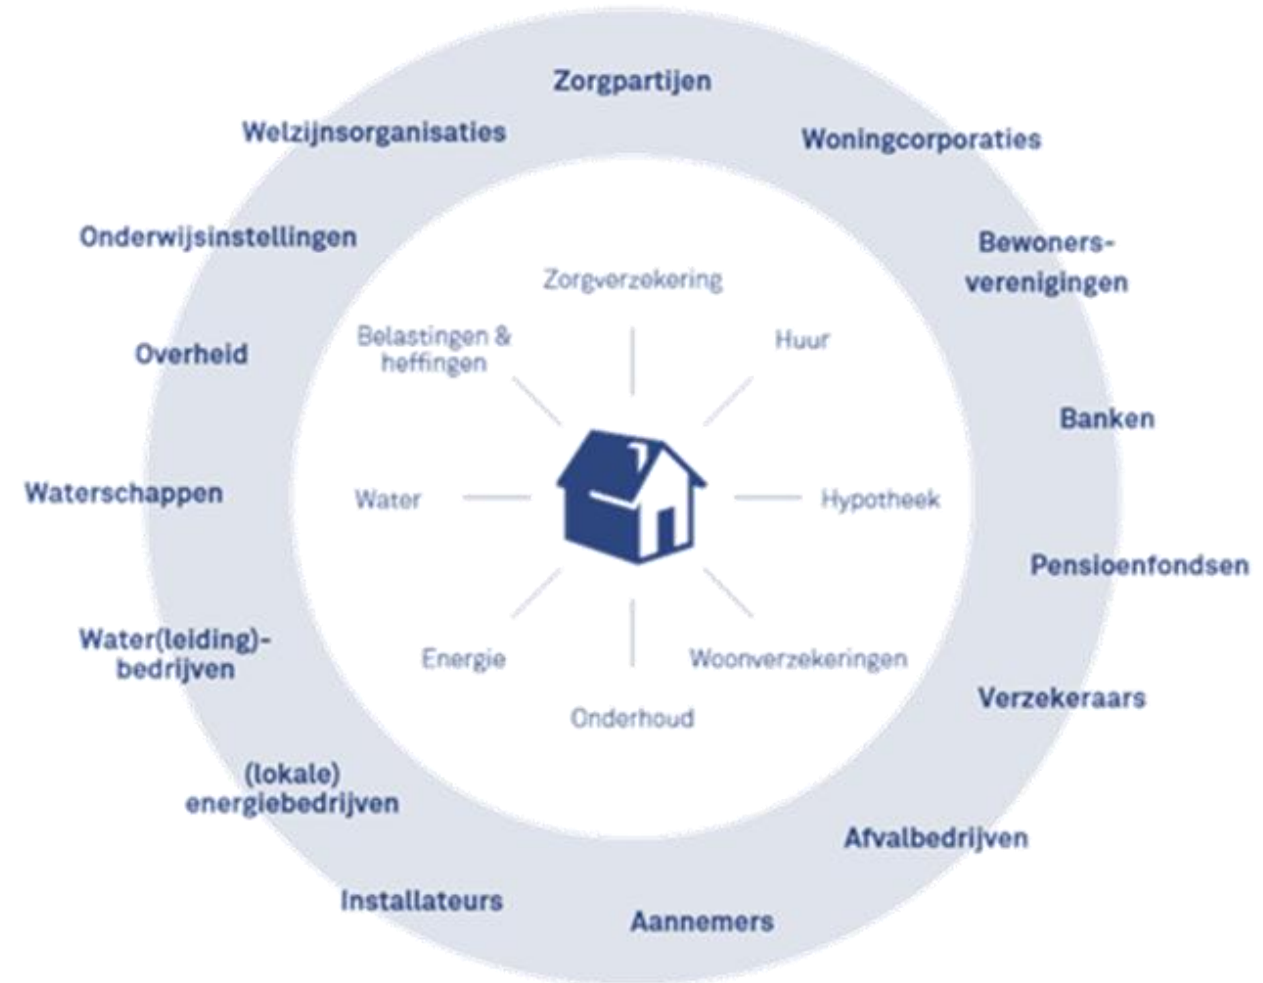 Zorgpartijen
Welzijnsorganisaties
Woningcorporaties
Onderwijsinstellingen
Bewoners-
verenigingen
Zorgverzekering
Belastingen &
heffingen
Huur
Overheid
Banken
Waterschappen
Water
Hypotheek
Pensioenfondsen
Water(leiding)-
bedrijven
Energie
Woonverzekeringen
Onderhoud
Verzekeraars
(lokale)
energiebedrijven
Afvalbedrijven
Installateurs
Aannemers